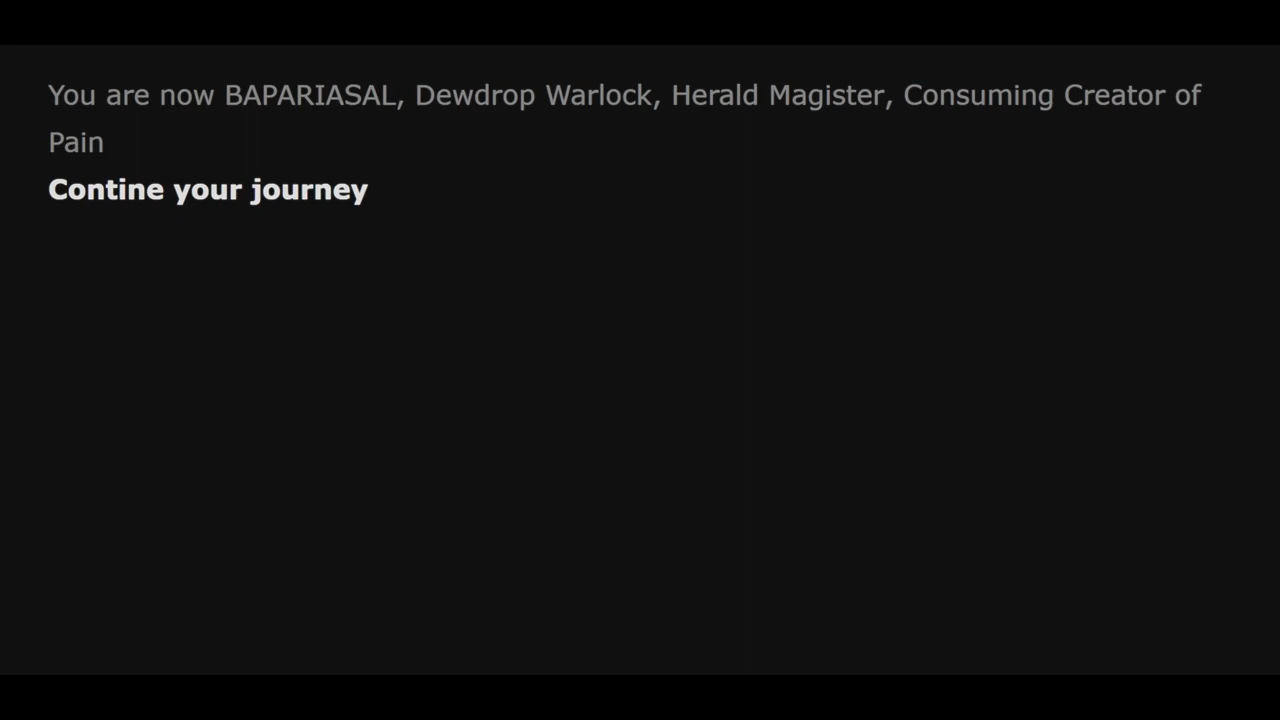 You are now BAPARIASAL, Dewdrop Warlock, Herald Magister, Consuming Creator of
Pain
Contine your journey